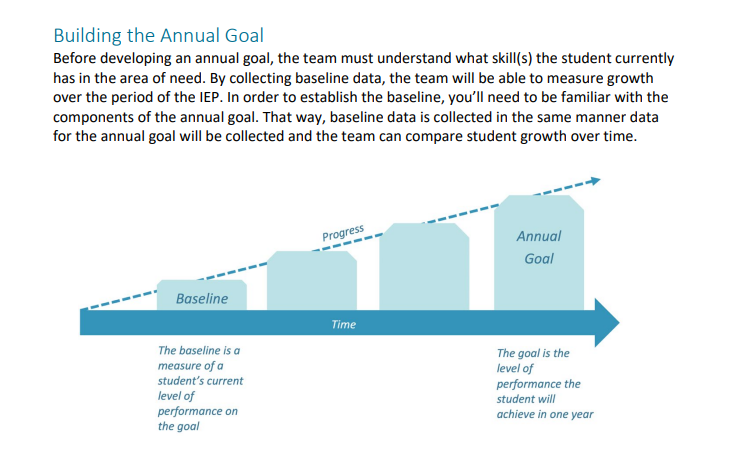 Building the Annual Goal
Before developing an annual goal, the team must understand what skill(s) the student currently
has in the area of need. By collecting baseline data, the team will be able to measure growth
over the period of the IEP. In order to establish the baseline, you’ll need to be familiar with the
components of the annual goal. That way, baseline data is collected in the same manner data
for the annual goal will be collected and the team can compare student growth over time.
Progress
Annual
Goal
Baseline
Time
The baseline is a
measure of a
student’s current
level of
performance on
the goal
The goal is the
level of
performance the
student will
achieve in one year